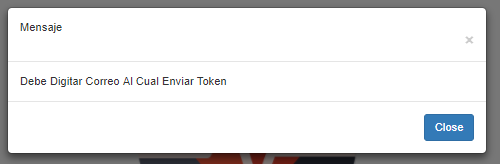 Mensaje
×
Debe Digitar Correo Al Cual Enviar Token
Close